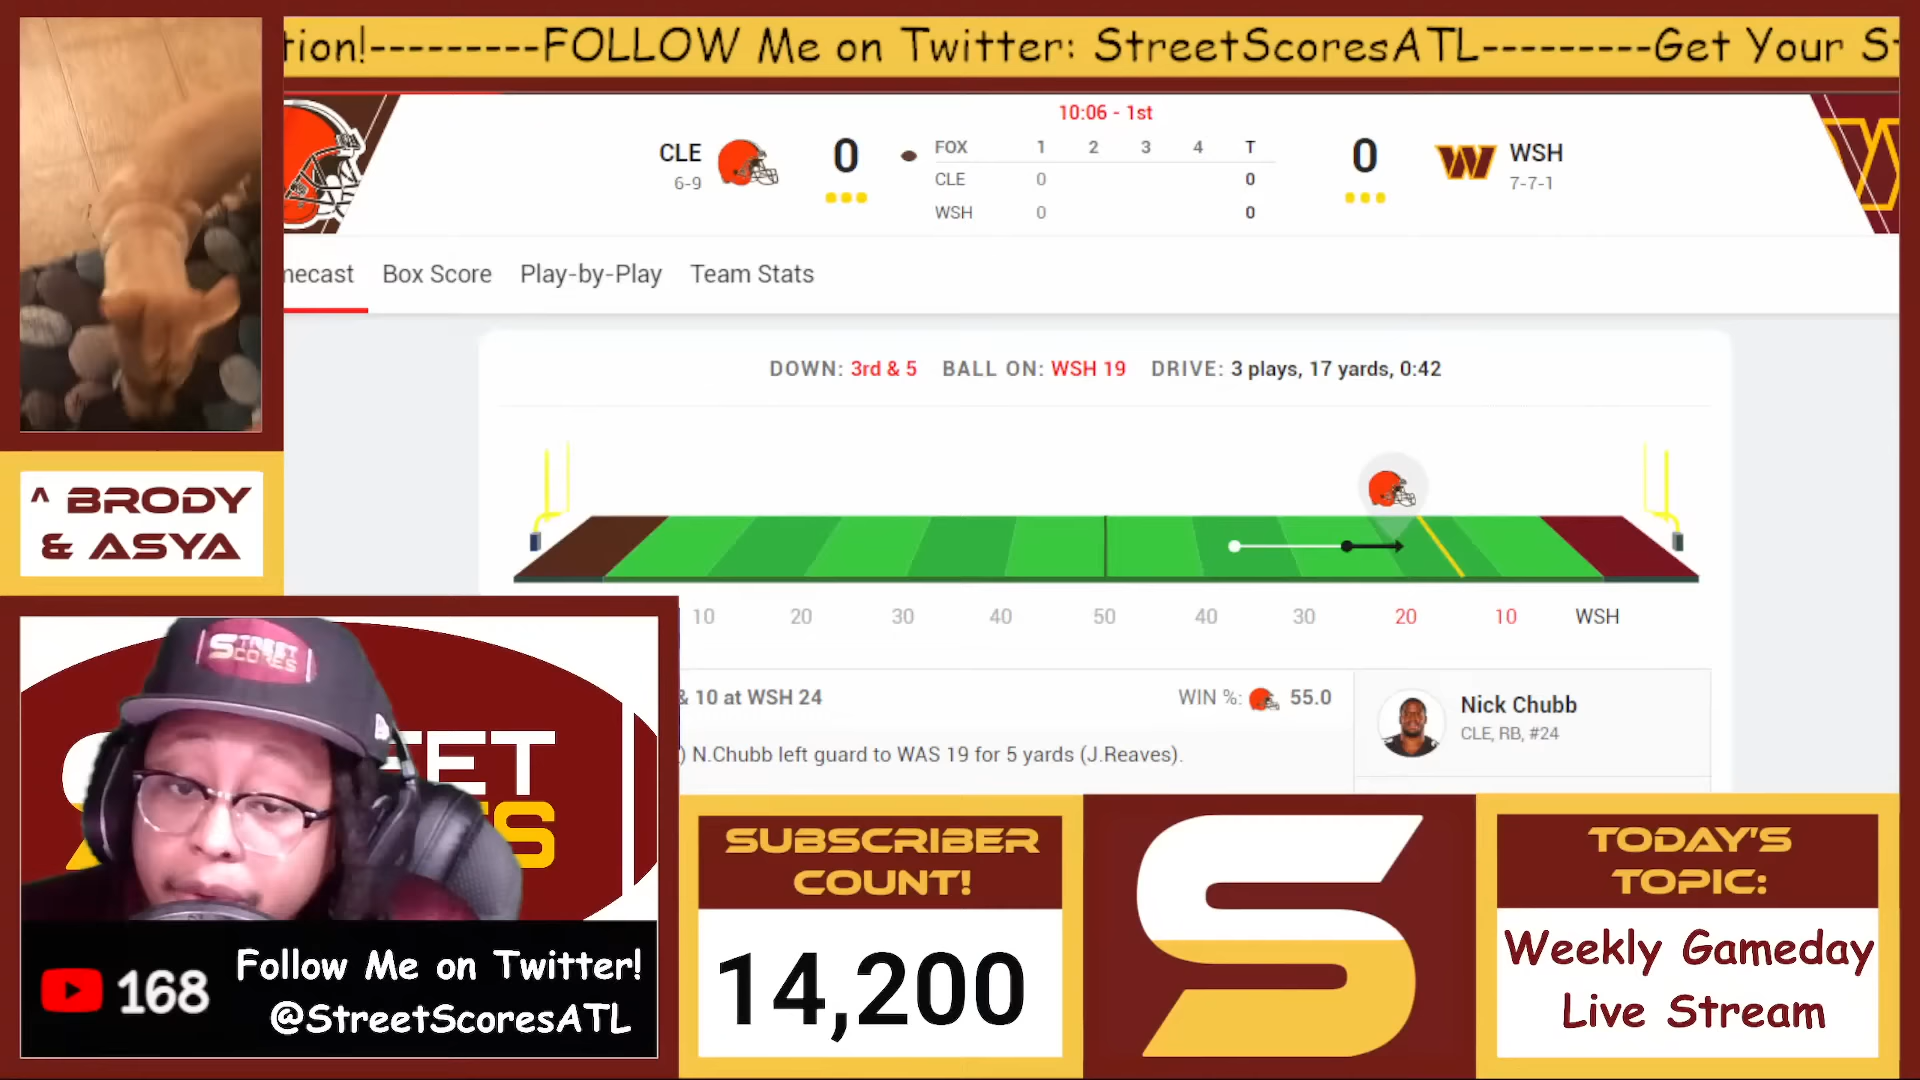 tion!---------FOLLOW Me on Twitter: StreetScoresATL---------Get Your S
10:06 - 1st
CLE
6-9
0
FOX 1 2 3 4 T
CLE 0 0
WSH 0 0
0
WSH
7-7-1
necast Box Score Play-by-Play Team Stats
DOWN: 3rd & 5 BALL ON: WSH 19 DRIVE: 3 plays, 17 yards, 0:42
10 20 30 40 50 40 30 20 10 WSH
& 10 at WSH 24 WIN %: 55.0
) N.Chubb left guard to WAS 19 for 5 yards (J.Reaves).
Nick Chubb
CLE, RB, #24
^ BRODY
& ASYA
STREET
SCORES
EET
ES
168
Follow Me on Twitter!
@StreetScoresATL
SUBSCRIBER
COUNT!
14,200
S
TODAY'S
TOPIC:
Weekly Gameday
Live Stream